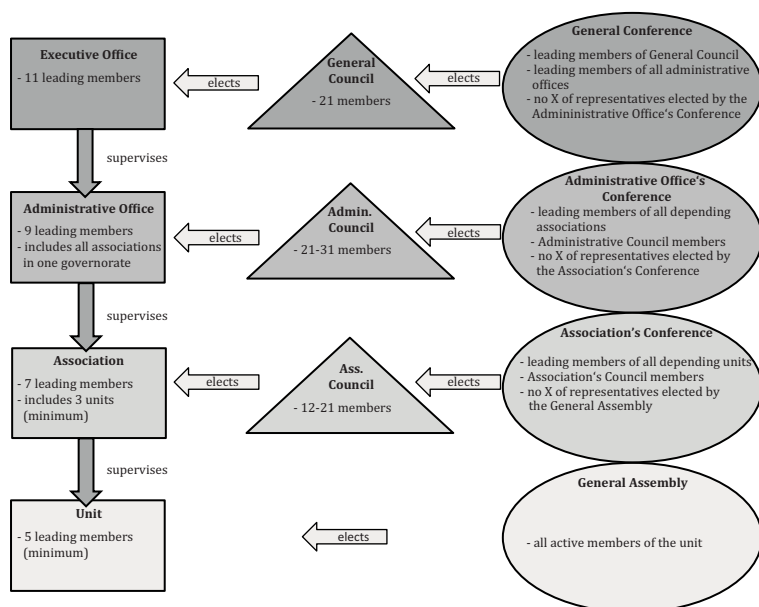 Executive Office
- 11 leading members
elects
General
Council
- 21 members
elects
General Conference
- leading members of General Council
- leading members of all administrative
offices
- no X of representatives elected by the
Admininistrative Office's Conference
supervises
Administrative Office
- 9 leading members
- includes all associations
in one governorate
elects
Admin.
Council
- 21-31 members
elects
Administrative Office's
Conference
- leading members of all depending
associations
- Administrative Council members
- no X of representatives elected by
the Association's Conference
supervises
Association
- 7 leading members
- includes 3 units
(minimum)
elects
Ass.
Council
- 12-21 members
elects
Association's Conference
- leading members of all depending units
- Association's Council members
- no X of representatives elected by
the General Assembly
supervises
Unit
- 5 leading members
(minimum)
elects
General Assembly
- all active members of the unit